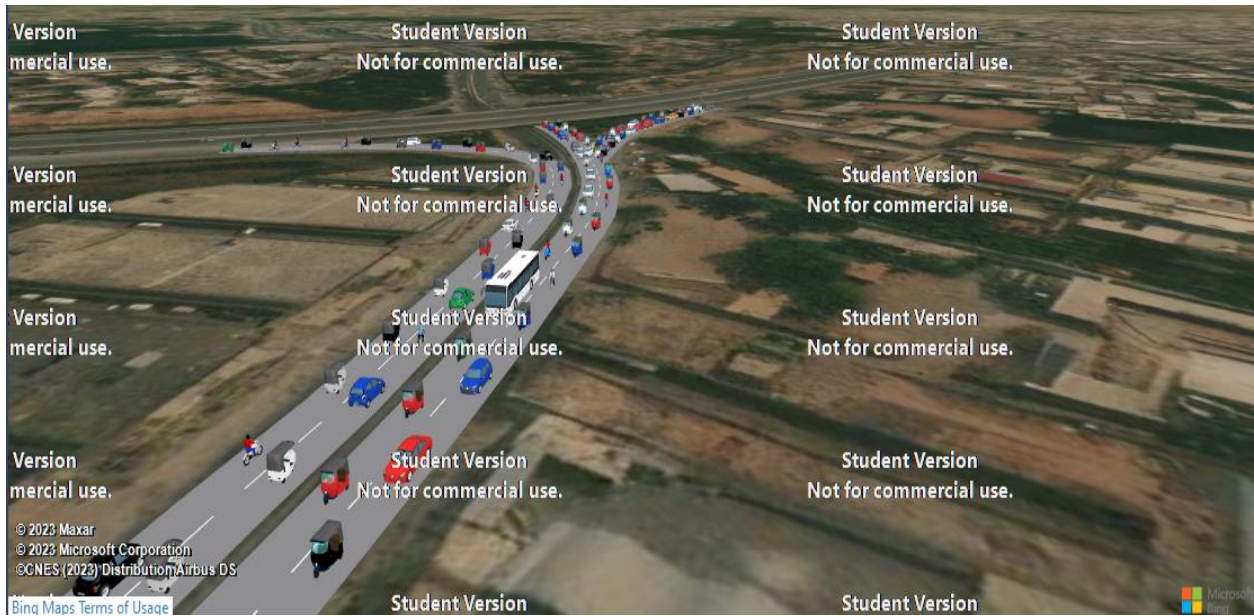 Version Student Version Student Version
mercial use. Not for commercial use. Not for commercial use.
Version Student Version Student Version
mercial use. Not for commercial use. Not for commercial use.
Version Student Version Student Version
mercial use. Not for commercial use. Not for commercial use.
Version Student Version Student Version
mercial use. Not for commercial use. Not for commercial use.
© 2023 Maxar
© 2023 Microsoft Corporation
©CNES (2023) DistributionAirbus DS
Bing Maps Terms of Usage Student Version Student Version
Microsoft
Bing